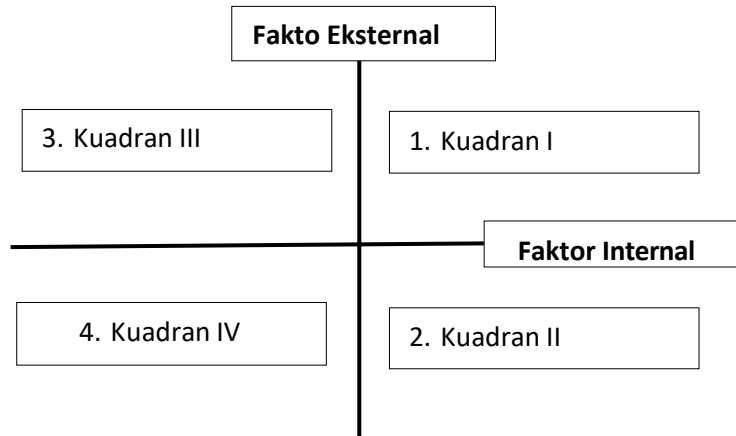 Fakto Eksternal
3. Kuadran III
1. Kuadran I
Faktor Internal
4. Kuadran IV
2. Kuadran II